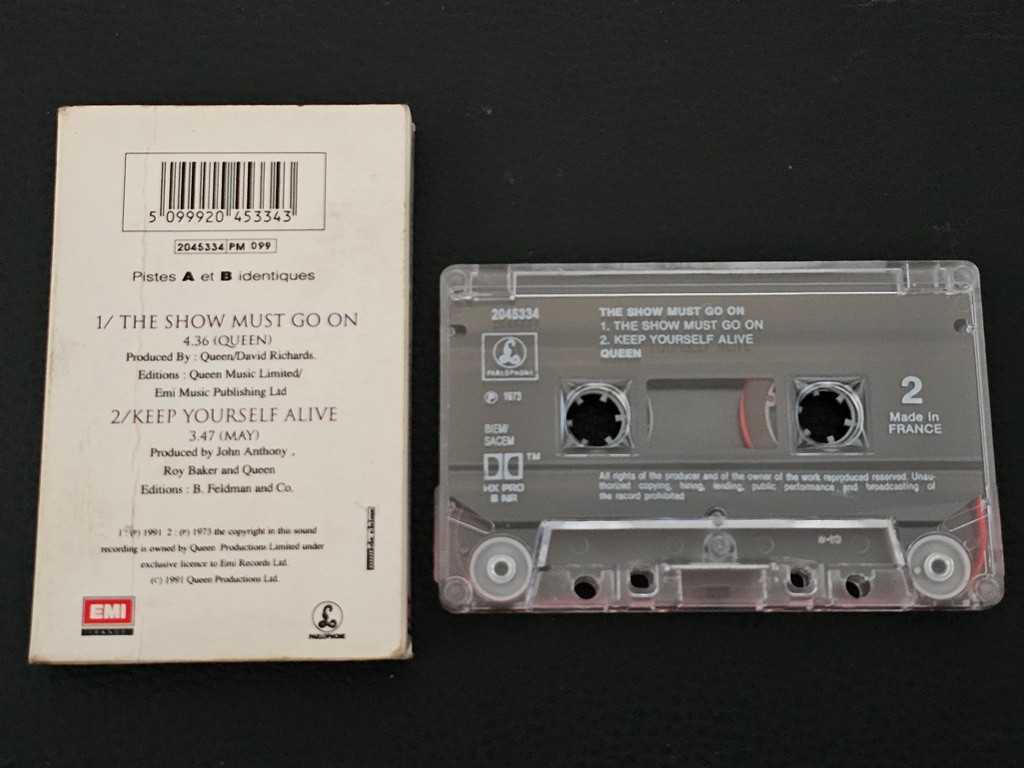 5 099920 453343
2045334 PM 099
Pistes A et B identiques
1/ THE SHOW MUST GO ON
4.36 (QUEEN)
Produced By : Queen/David Richards.
Editions : Queen Music Limited/
Emi Music Publishing Ltd
2/KEEP YOURSELF ALIVE
3.47 (MAY)
Produced by John Anthony ,
Roy Baker and Queen
Editions : B. Feldman and Co.
1 : (P) 1991 2 : (P) 1973 the copyright in this sound
recording is owned by Queen Productions Limited under
exclusive licence to Emi Records Ltd.
(C) 1991 Queen Productions Ltd.
EMI
FRANCE
PARLOPHONE
2045334
PARLOPHONE
℗ 1973
BIEM/
SACEM
THE SHOW MUST GO ON
1. THE SHOW MUST GO ON
2. KEEP YOURSELF ALIVE
QUEEN
2
Made in
FRANCE
TM
HX PRO
B NR
All rights of the producer and of the owner of the work reproduced reserved. Unau-
thorized copying, hiring, lending, public performance and broadcasting of
the record prohibited